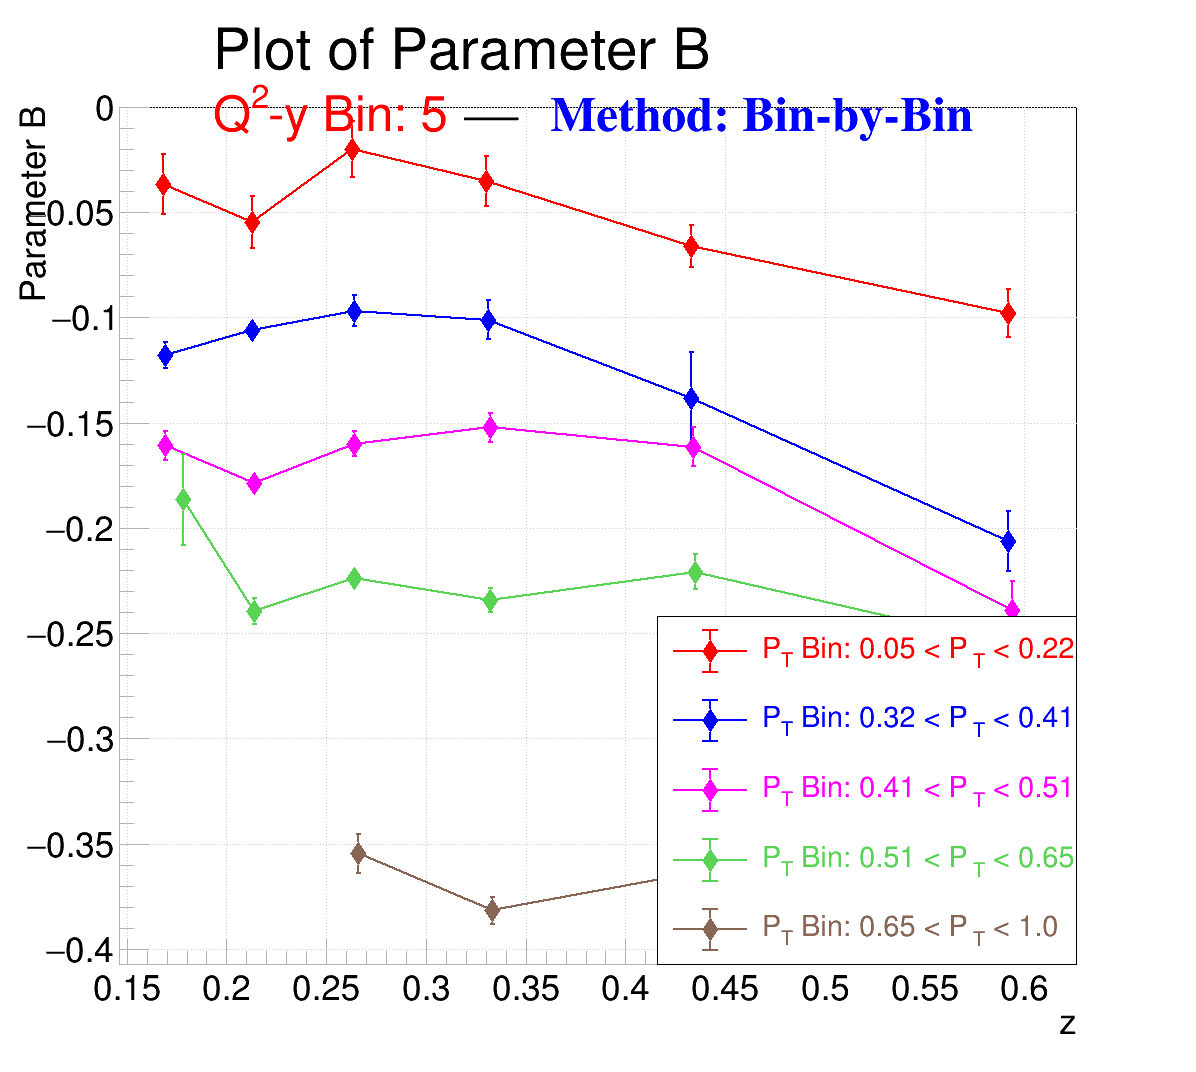 Plot of Parameter B
Q2-y Bin: 5 — Method: Bin-by-Bin
Parameter B
0
−0.05
−0.1
−0.15
−0.2
−0.25
−0.3
−0.35
−0.4
PT Bin: 0.05 < PT < 0.22
PT Bin: 0.32 < PT < 0.41
PT Bin: 0.41 < PT < 0.51
PT Bin: 0.51 < PT < 0.65
PT Bin: 0.65 < PT < 1.0
0.15 0.2 0.25 0.3 0.35 0.4 0.45 0.5 0.55 0.6
z